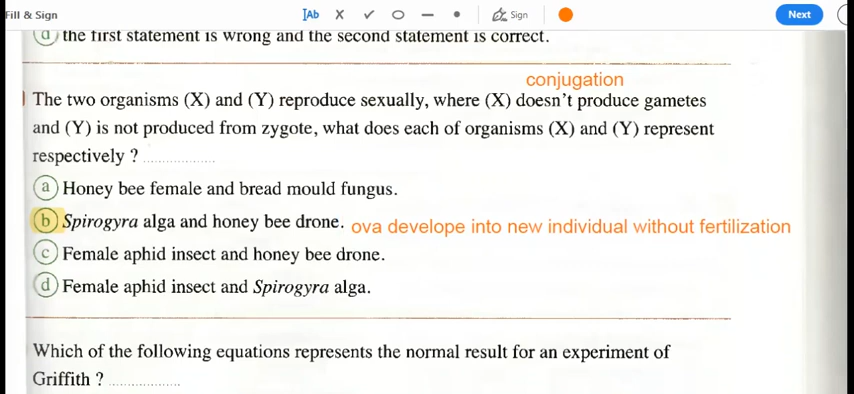 Fill & Sign
Ab
Sign
Next
d the first statement is wrong and the second statement is correct.
conjugation
The two organisms (X) and (Y) reproduce sexually, where (X) doesn't produce gametes
and (Y) is not produced from zygote, what does each of organisms (X) and (Y) represent
respectively ? ....................
a Honey bee female and bread mould fungus.
b Spirogyra alga and honey bee drone. ova develope into new individual without fertilization
c Female aphid insect and honey bee drone.
d Female aphid insect and Spirogyra alga.
Which of the following equations represents the normal result for an experiment of
Griffith ? ....................